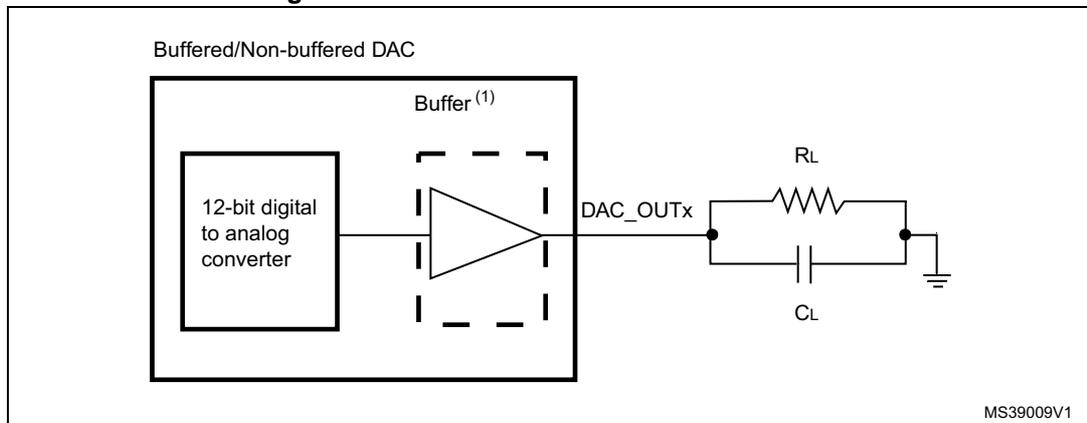 Buffered/Non-buffered DAC
Buffer (1)
12-bit digital
to analog
converter
DAC_OUTx
RL
CL
MS39009V1